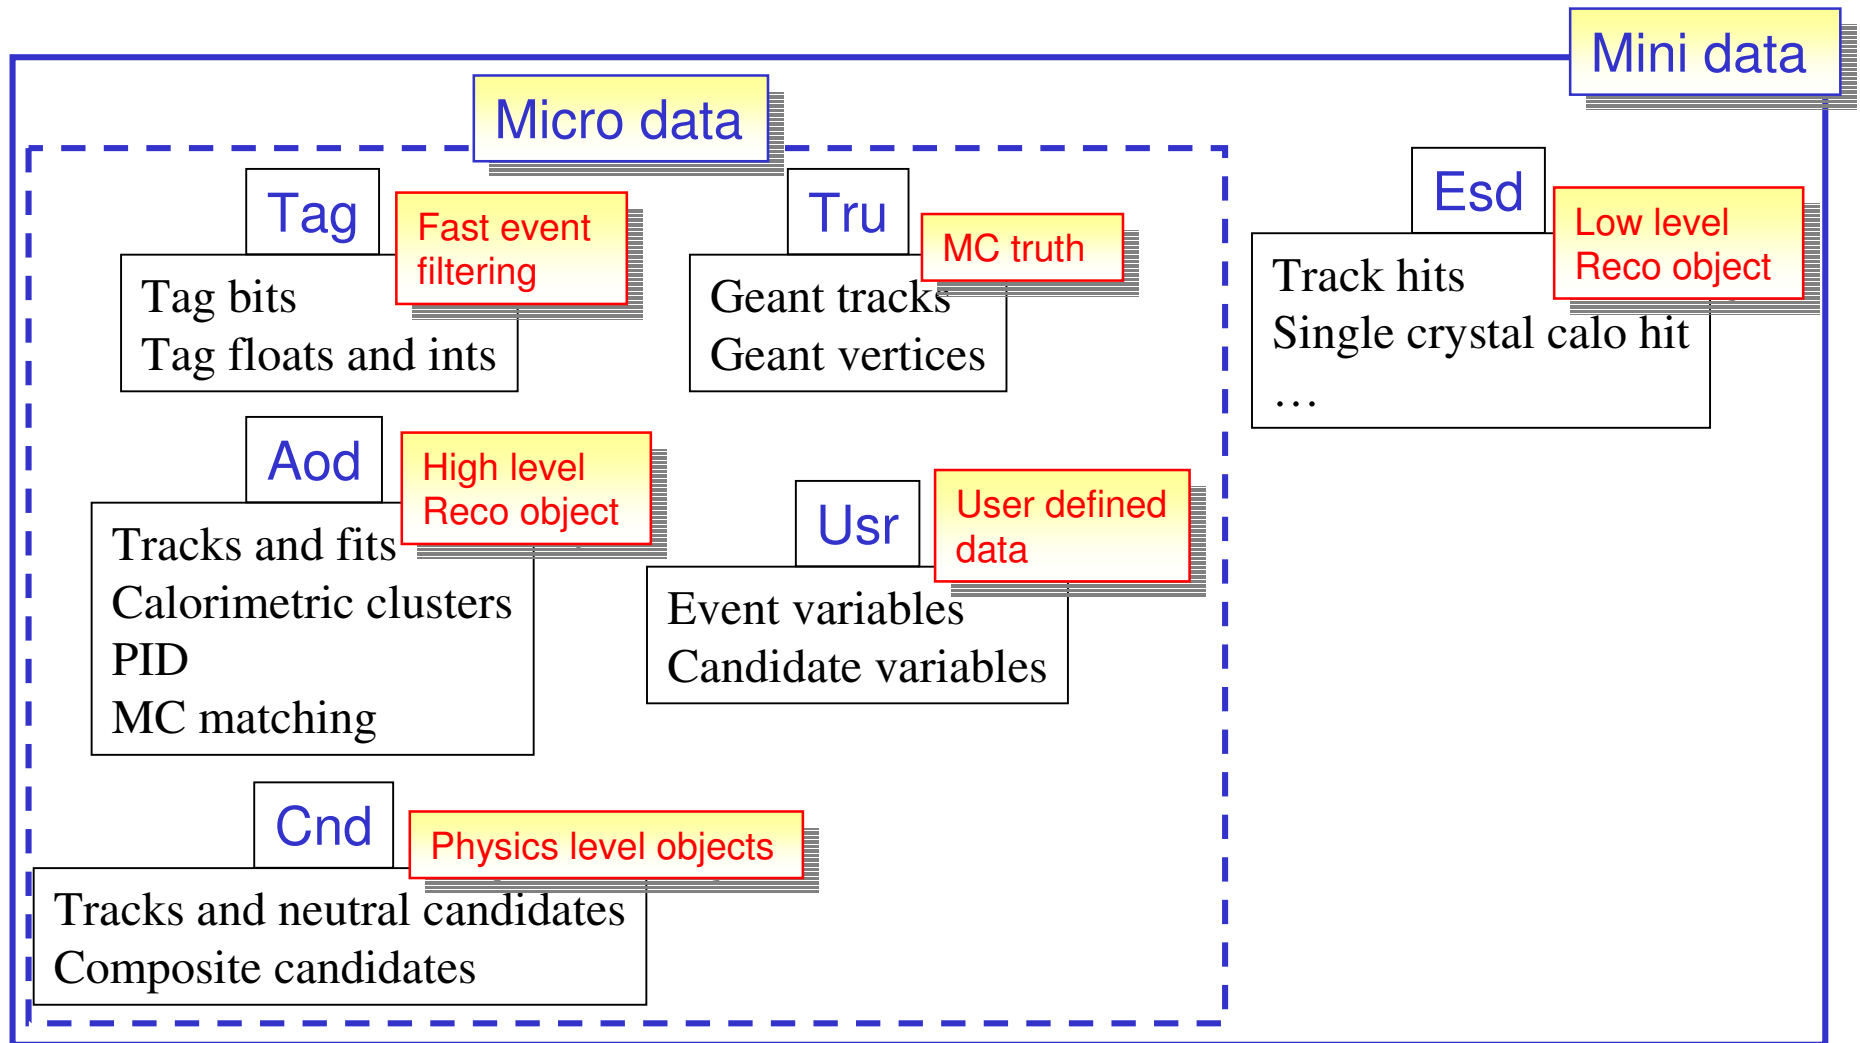 Mini data
Micro data
Tag
Fast event
filtering
Tag bits
Tag floats and ints
Tru
MC truth
Geant tracks
Geant vertices
Esd
Low level
Reco object
Track hits
Single crystal calo hit
…
Aod
High level
Reco object
Tracks and fits
Calorimetric clusters
PID
MC matching
Usr
User defined
data
Event variables
Candidate variables
Cnd
Physics level objects
Tracks and neutral candidates
Composite candidates